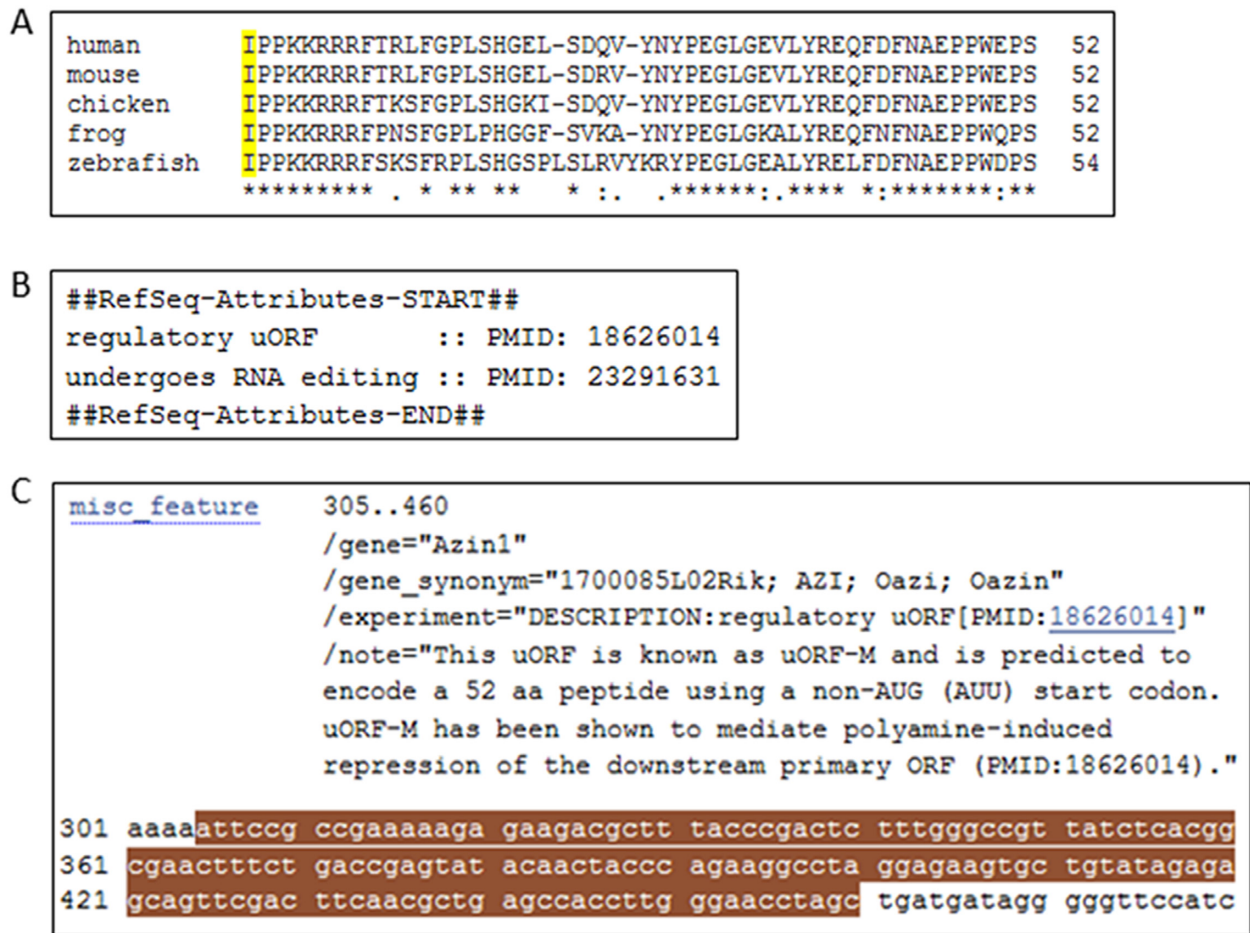 A
human IPPKKRRRFTRLFGPLSHGEL-SDQV-YNYPEGLGEVLYREQFDFNAEPPWEPS 52
mouse IPPKKRRRFTRLFGPLSHGEL-SDRV-YNYPEGLGEVLYREQFDFNAEPPWEPS 52
chicken IPPKKRRRFTKSFGPLSHGKI-SDQV-YNYPEGLGEVLYREQFDFNAEPPWEPS 52
frog IPPKKRRRFPNSFGPLPHGGF-SVKA-YNYPEGLGKALYREQFNFNAEPPWQPS 52
zebrafish IPPKKRRRFSKSFRPLSHGSPLSLRVYKRYPEGLGEALYRELFDFNAEPPWDPS 54
********* . * ** ** * :. .******:.**** *:********:**
B
##RefSeq-Attributes-START##
regulatory uORF :: PMID: 18626014
undergoes RNA editing :: PMID: 23291631
##RefSeq-Attributes-END##
C
misc_feature 305..460
/gene="Azin1"
/gene_synonym="1700085L02Rik; AZI; Oazi; Oazin"
/experiment="DESCRIPTION:regulatory uORF[PMID:18626014]"
/note="This uORF is known as uORF-M and is predicted to
encode a 52 aa peptide using a non-AUG (AUU) start codon.
uORF-M has been shown to mediate polyamine-induced
repression of the downstream primary ORF (PMID:18626014)."
301 aaaaattccg ccgaaaaaga gaagacgctt tacccgactc tttgggccgt tatctcacgg
361 cgaactttct gaccgagtat acaactaccc agaaggccta ggagaagtgc tgtatagaga
421 gcagttcgac ttcaacgctg agccaccttg ggaacctagc tgatgatagg gggttccatc